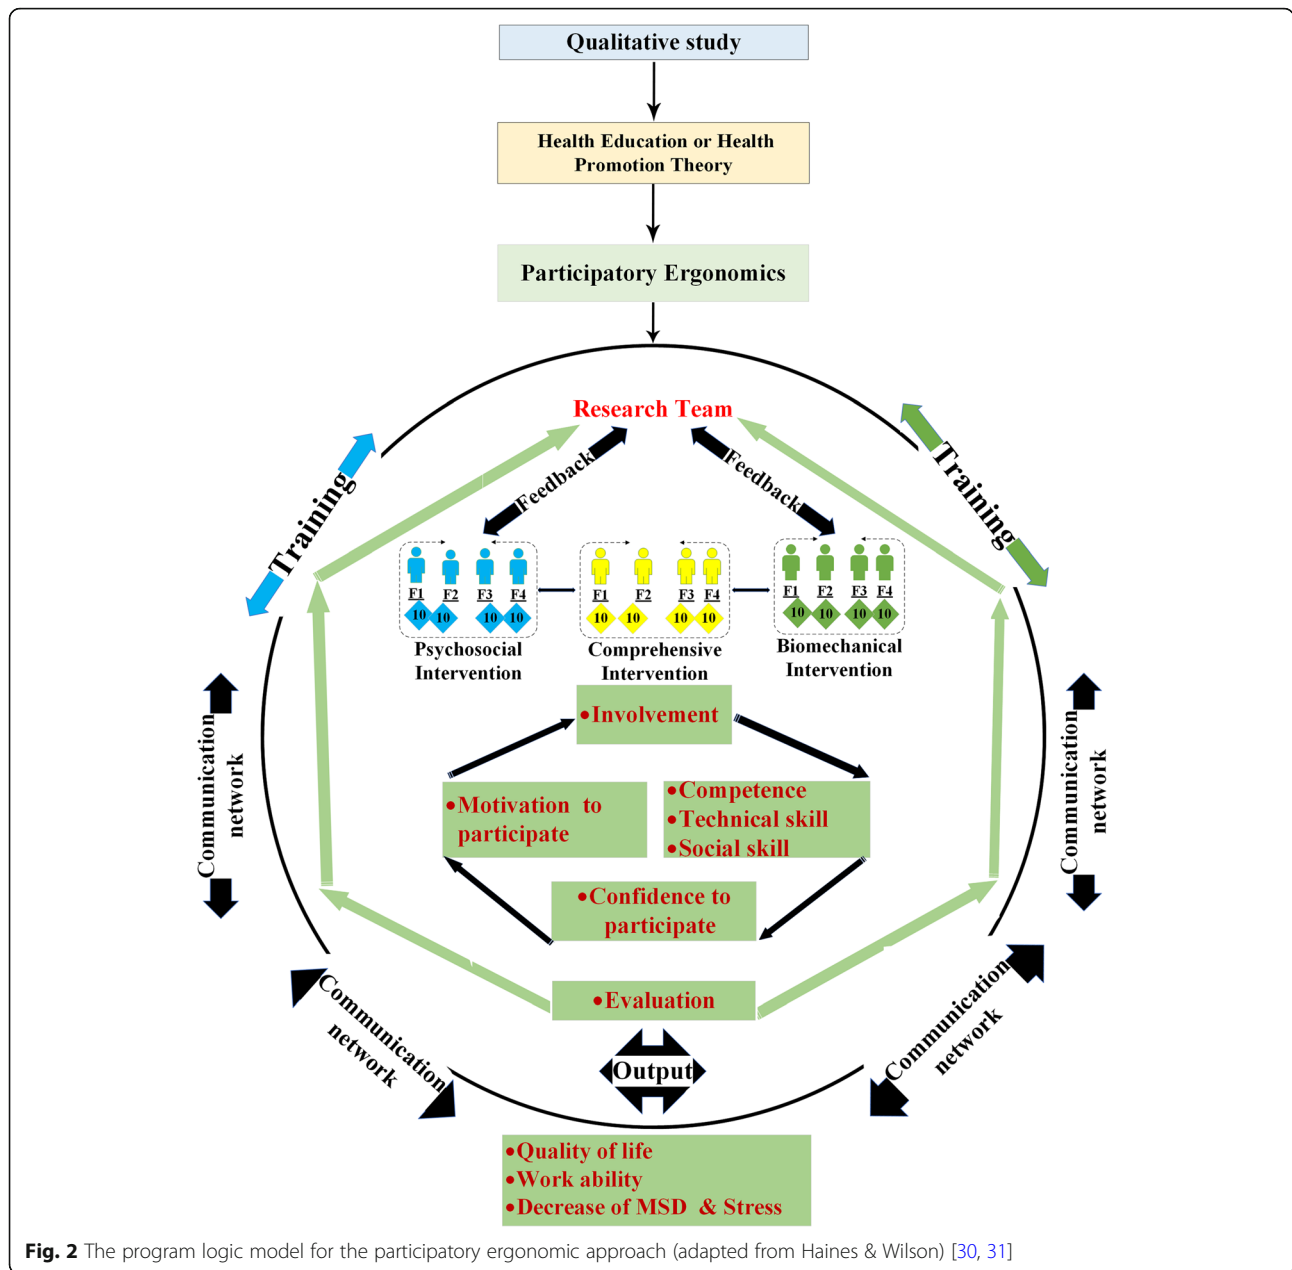 Qualitative study
Health Education or Health
Promotion Theory
Participatory Ergonomics
Research Team
Training
Training
Feedback
Feedback
F1 F2 F3 F4
10 10 10 10
Psychosocial
Intervention
F1 F2 F3 F4
10 10 10 10
Comprehensive
Intervention
F1 F2 F3 F4
10 10 10 10
Biomechanical
Intervention
•Involvement
•Motivation to
participate
•Competence
•Technical skill
•Social skill
•Confidence to
participate
•Evaluation
Communication
network
Communication
network
Communication
network
Communication
network
Output
•Quality of life
•Work ability
•Decrease of MSD & Stress
Fig. 2 The program logic model for the participatory ergonomic approach (adapted from Haines & Wilson) [30, 31]